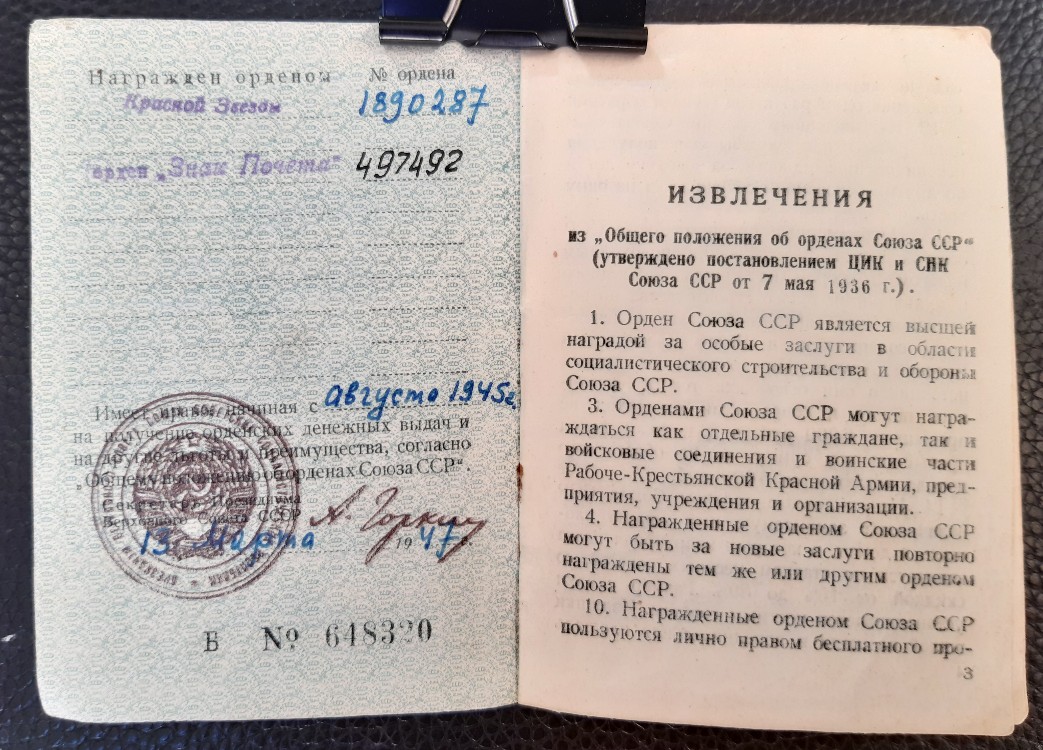 Награжден орденом № ордена
Красной Звезды 1890287
орден „Знак Почета“ 497492
Имеет право, начиная с августа 1945 г.
на получение орденских денежных выдач и
на другие льготы и преимущества, согласно
„Общему положению об орденах Союза ССР“.
Секретарь Президиума
Верховного Совета СССР А. Горкин
13 Марта 1947 г.
Б № 648320
ИЗВЛЕЧЕНИЯ
из „Общего положения об орденах Союза ССР“
(утверждено постановлением ЦИК и СНК
Союза ССР от 7 мая 1936 г.).
1. Орден Союза ССР является высшей
наградой за особые заслуги в области
социалистического строительства и обороны
Союза ССР.
3. Орденами Союза ССР могут награ-
ждаться как отдельные граждане, так и
войсковые соединения и воинские части
Рабоче-Крестьянской Красной Армии, пред-
приятия, учреждения и организации.
4. Награжденные орденом Союза ССР
могут быть за новые заслуги повторно
награждены тем же или другим орденом
Союза ССР.
10. Награжденные орденом Союза ССР
пользуются лично правом бесплатного про-
3